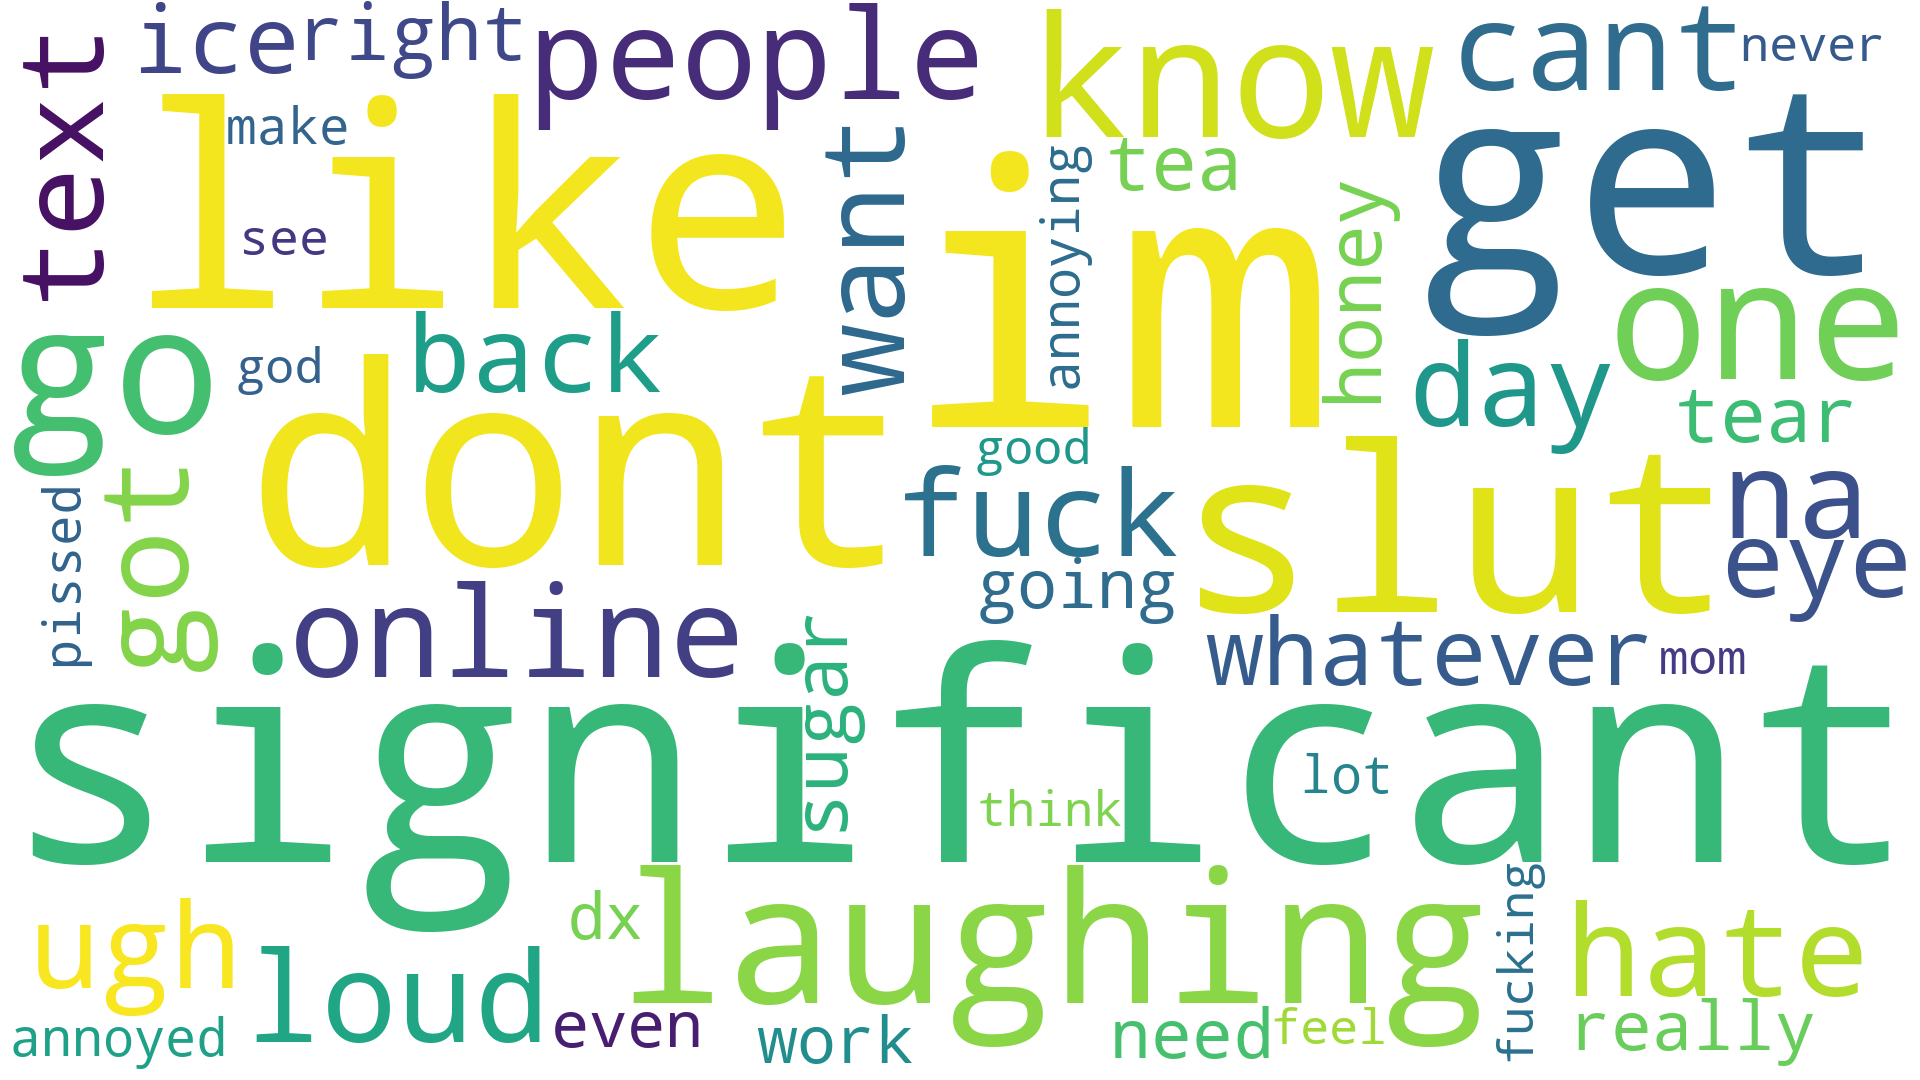 text
ice
right
people
know
cant
never
make
like
want
im
annoying
tea
get
see
honey
one
go
god
back
dont
day
tear
good
pissed
got
fuck
slut
na
eye
going
online
sugar
whatever
mom
significant
think
lot
ugh
loud
dx
laughing
fucking
hate
annoyed
even
work
need
feel
really